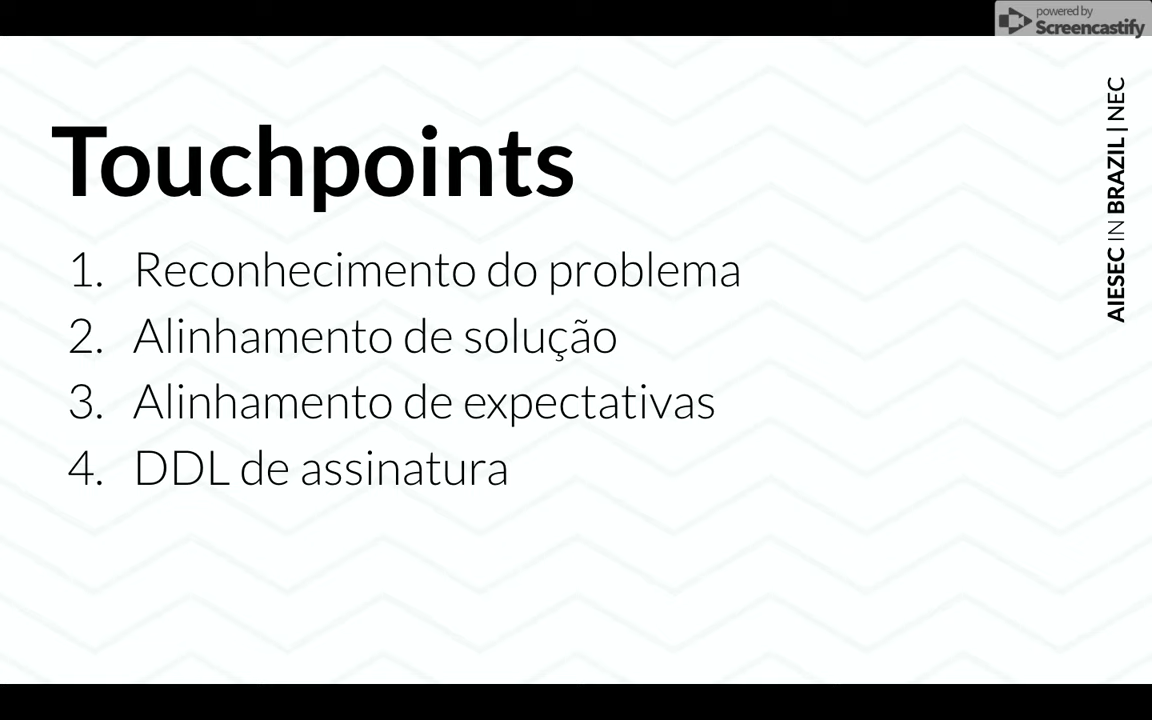 powered by
Screencastify
Touchpoints
1. Reconhecimento do problema
2. Alinhamento de solução
3. Alinhamento de expectativas
4. DDL de assinatura
AIESEC IN BRAZIL | NEC